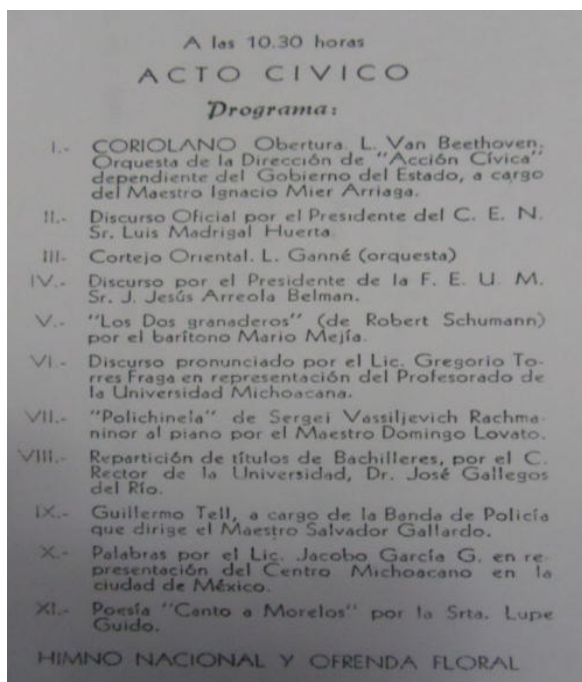 A las 10.30 horas
ACTO CIVICO
Programa:
I.- CORIOLANO Obertura. L. Van Beethoven.
Orquesta de la Dirección de "Acción Cívica"
dependiente del Gobierno del Estado, a cargo
del Maestro Ignacio Mier Arriaga.
II.- Discurso Oficial por el Presidente del C. E. N.
Sr. Luis Madrigal Huerta.
III- Cortejo Oriental. L. Ganné (orquesta)
IV.- Discurso por el Presidente de la F. E. U. M.
Sr. J. Jesús Arreola Belman.
V.- "Los Dos granaderos" (de Robert Schumann)
por el barítono Mario Mejía.
VI.- Discurso pronunciado por el Lic. Gregorio To-
rres Fraga en representación del Profesorado de
la Universidad Michoacana.
VII.- "Polichinela" de Sergei Vassiljevich Rachma-
ninor al piano por el Maestro Domingo Lovato.
VIII.- Repartición de títulos de Bachilleres, por el C.
Rector de la Universidad, Dr. José Gallegos
del Río.
IX.- Guillermo Tell, a cargo de la Banda de Policía
que dirige el Maestro Salvador Gallardo.
X.- Palabras por el Lic. Jacobo García G. en re-
presentación del Centro Michoacano en la
ciudad de México.
XI.- Poesía "Canto a Morelos" por la Srta. Lupe
Guido.
HIMNO NACIONAL Y OFRENDA FLORAL